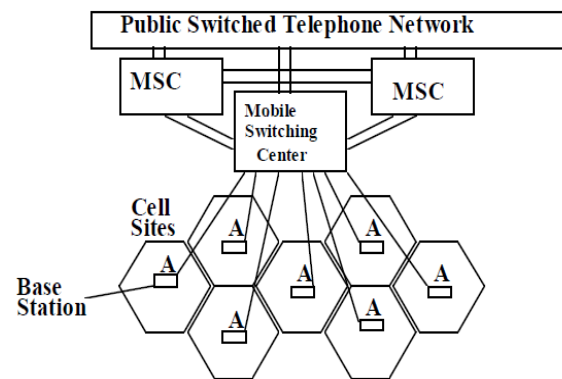 Public Switched Telephone Network
MSC
MSC
Mobile
Switching
Center
Cell
Sites
A
A
A
A
A
Base
Station
A
A